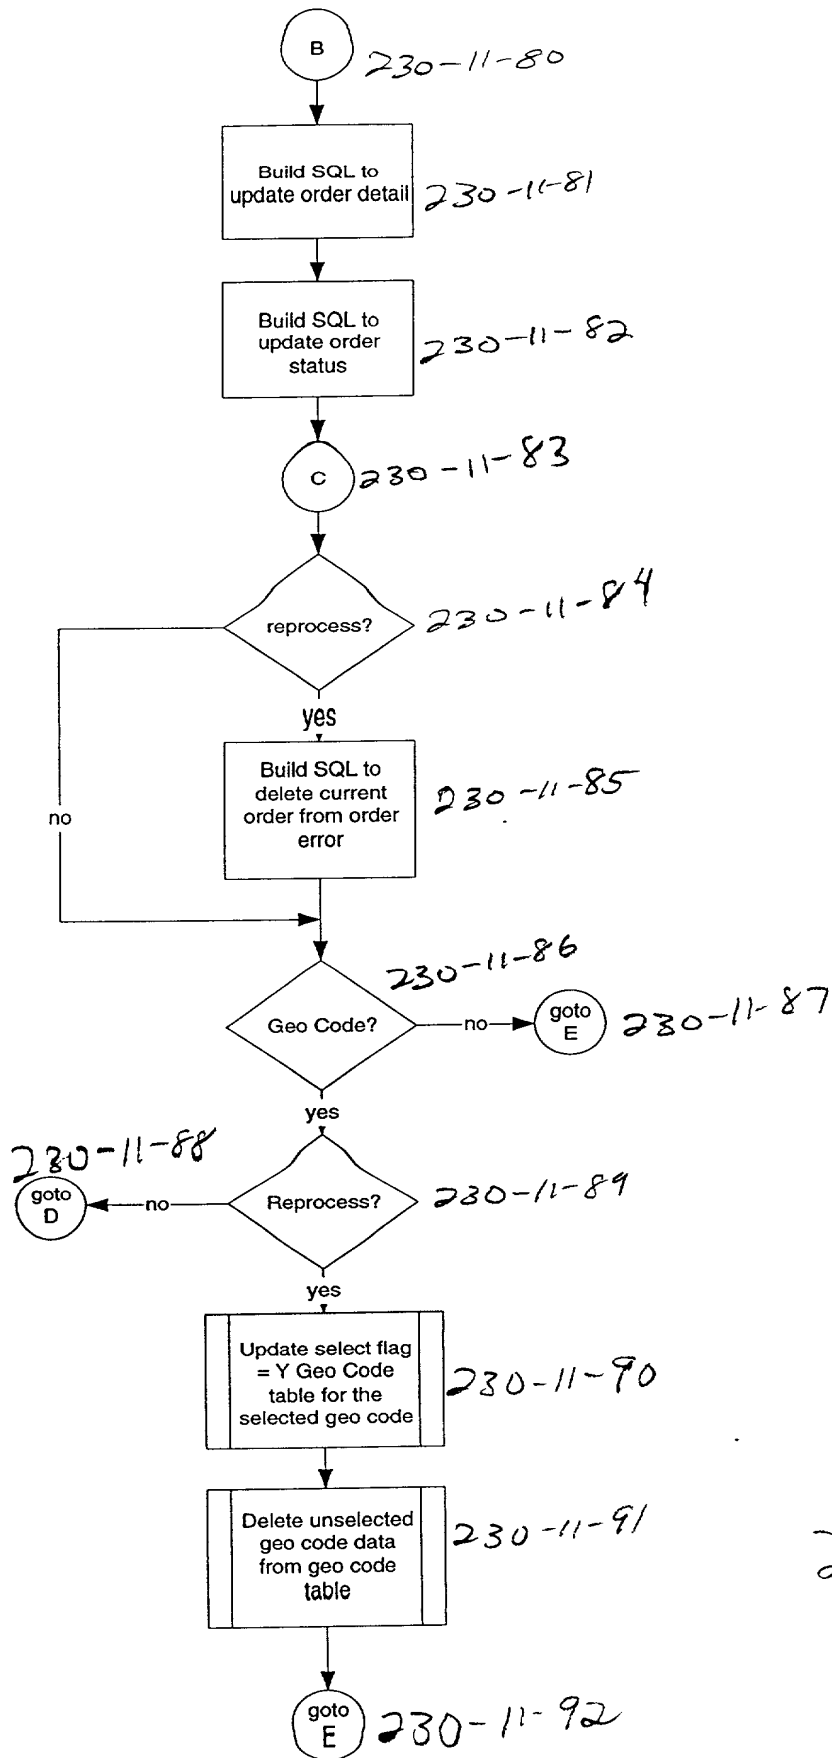 B
230-11-80
Build SQL to
update order detail
230-11-81
Build SQL to
update order
status
230-11-82
C
230-11-83
reprocess?
230-11-84
yes
no
Build SQL to
delete current
order from order
error
230-11-85
230-11-86
Geo Code?
no
goto
E
230-11-87
yes
230-11-88
goto
D
no
Reprocess?
230-11-89
yes
Update select flag
= Y Geo Code
table for the
selected geo code
230-11-90
Delete unselected
geo code data
from geo code
table
230-11-91
goto
E
230-11-92